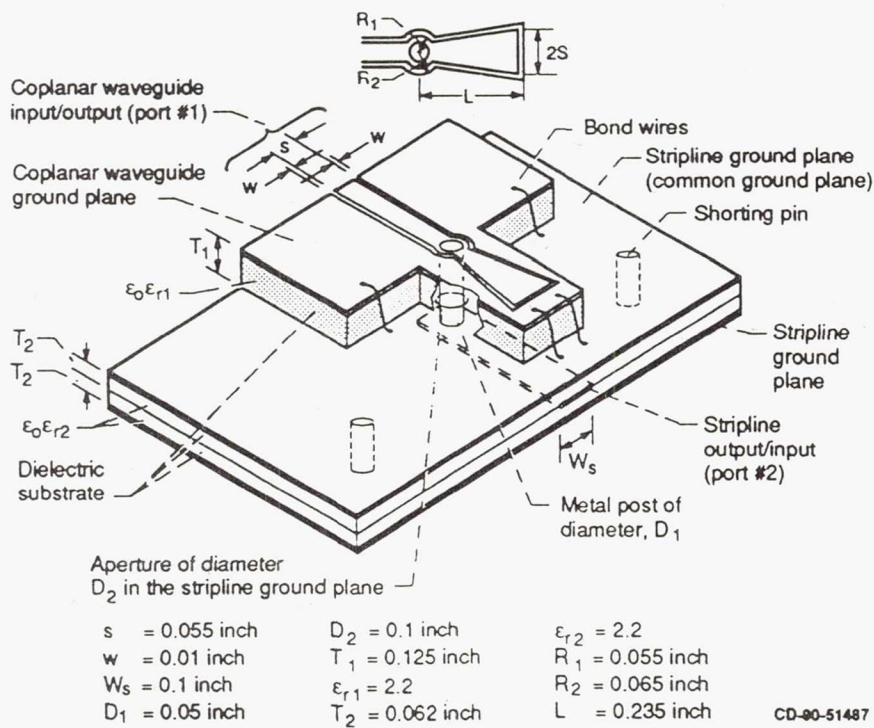 R1
R2
2S
L
Coplanar waveguide
input/output (port #1)
s
w
w
Coplanar waveguide
ground plane
Bond wires
Stripline ground plane
(common ground plane)
Shorting pin
T1
εoεr1
T2
T2
εoεr2
Dielectric
substrate
Stripline
ground
plane
Stripline
output/input
(port #2)
Ws
Metal post of
diameter, D1
Aperture of diameter
D2 in the stripline ground plane
s = 0.055 inch
w = 0.01 inch
Ws = 0.1 inch
D1 = 0.05 inch
D2 = 0.1 inch
T1 = 0.125 inch
εr1 = 2.2
T2 = 0.062 inch
εr2 = 2.2
R1 = 0.055 inch
R2 = 0.065 inch
L = 0.235 inch
CD-90-51487